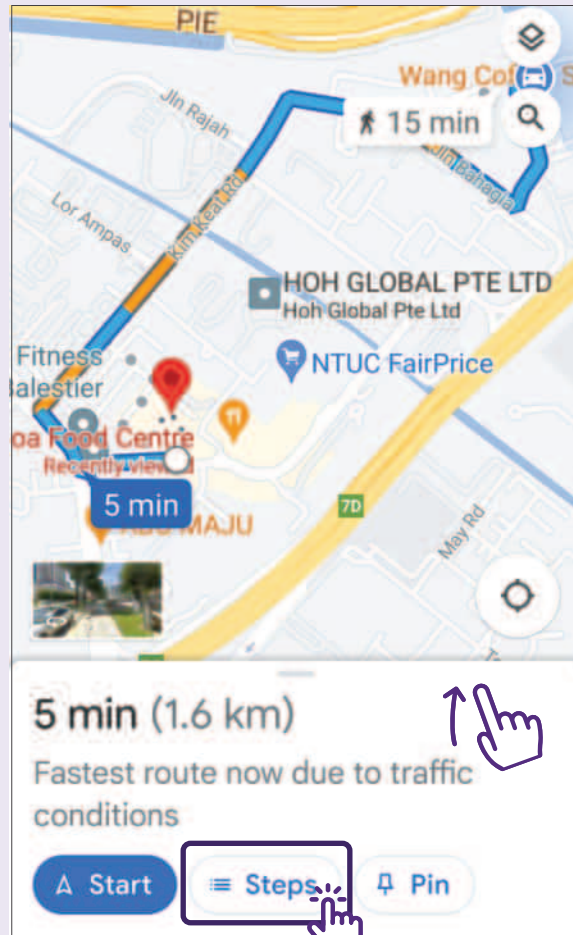 PIE
Wang Cof
S
Jln Rajah
15 min
Jln Bahagia
Lor Ampas
Kim Keat Rd
HOH GLOBAL PTE LTD
Hoh Global Pte Ltd
Fitness
Balestier
NTUC FairPrice
oa Food Centre
Recently viewed
5 min
MAJU
7D
May Rd
Te
5 min (1.6 km)
Fastest route now due to traffic
conditions
Start
Steps
Pin